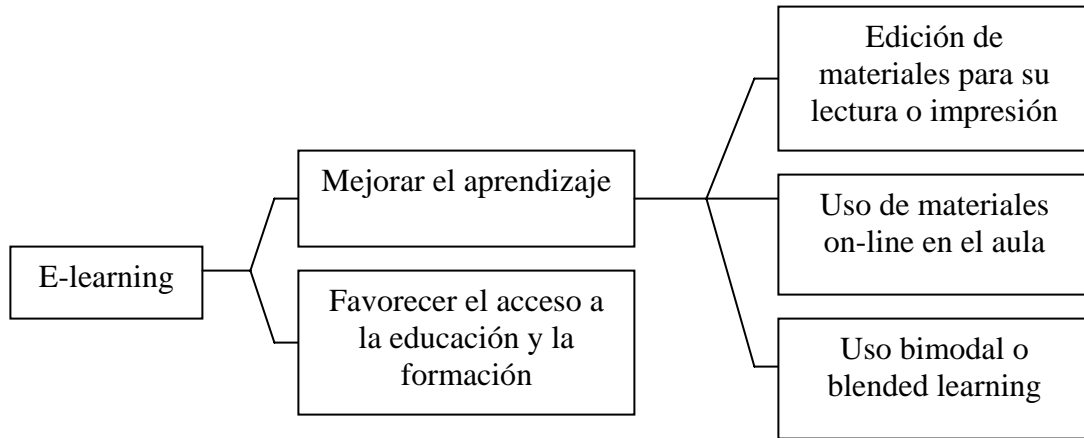 E-learning
Mejorar el aprendizaje
Favorecer el acceso a
la educación y la
formación
Edición de
materiales para su
lectura o impresión
Uso de materiales
on-line en el aula
Uso bimodal o
blended learning